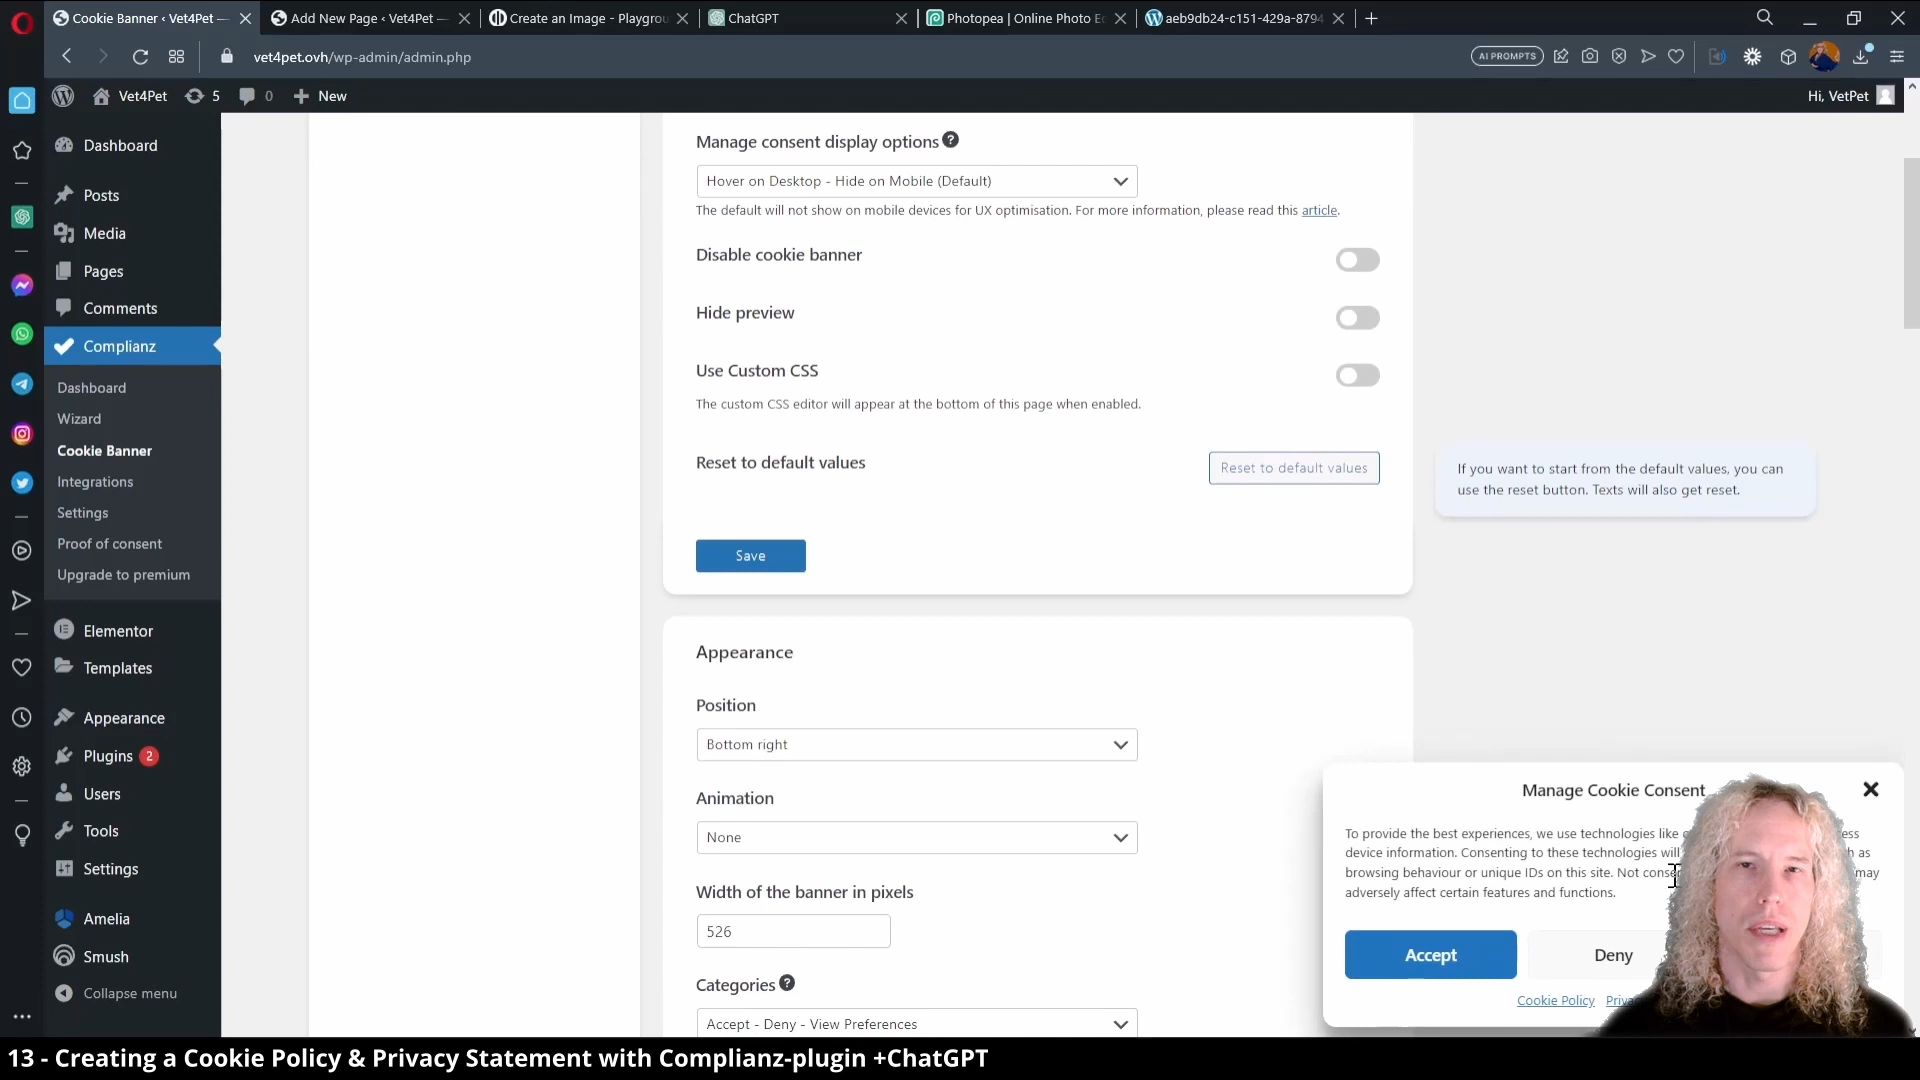 Cookie Banner ‹ Vet4Pet —
Add New Page ‹ Vet4Pet —
Create an Image - Playgrou
ChatGPT
Photopea | Online Photo E
aeb9db24-c151-429a-8794
vet4pet.ovh/wp-admin/admin.php
AI PROMPTS
Vet4Pet
5
0
New
Hi, VetPet
Dashboard
Posts
Media
Pages
Comments
Complianz
Dashboard
Wizard
Cookie Banner
Integrations
Settings
Proof of consent
Upgrade to premium
Elementor
Templates
Appearance
Plugins 2
Users
Tools
Settings
Amelia
Smush
Collapse menu
Manage consent display options
Hover on Desktop - Hide on Mobile (Default)
The default will not show on mobile devices for UX optimisation. For more information, please read this article.
Disable cookie banner
Hide preview
Use Custom CSS
The custom CSS editor will appear at the bottom of this page when enabled.
Reset to default values
Reset to default values
If you want to start from the default values, you can
use the reset button. Texts will also get reset.
Save
Appearance
Position
Bottom right
Animation
None
Width of the banner in pixels
526
Categories
Accept - Deny - View Preferences
Manage Cookie Consent
To provide the best experiences, we use technologies like
device information. Consenting to these technologies will as
browsing behaviour or unique IDs on this site. Not may
adversely affect certain features and functions.
Accept
Deny
Cookie Policy
13 - Creating a Cookie Policy & Privacy Statement with Complianz-plugin +ChatGPT